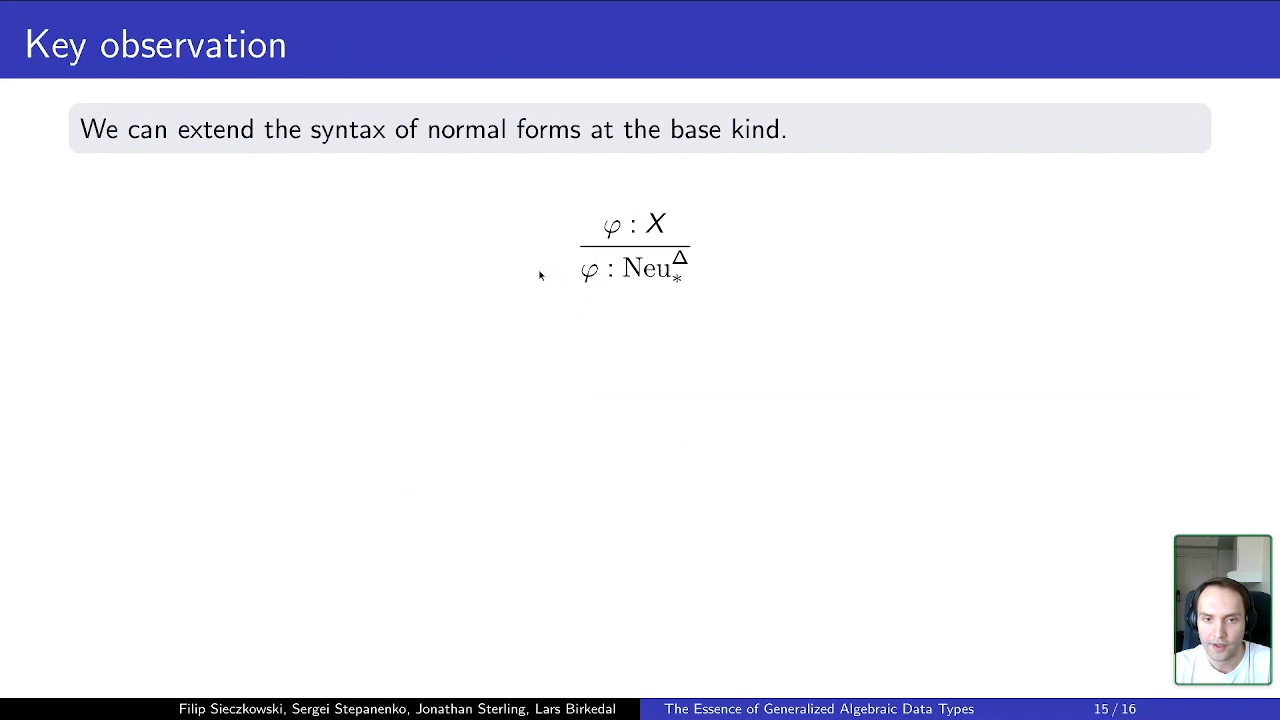 Key observation
We can extend the syntax of normal forms at the base kind.
φ : X
φ : Neu^Δ_*
Filip Sieczkowski, Sergei Stepanenko, Jonathan Sterling, Lars Birkedal
The Essence of Generalized Algebraic Data Types
15 / 16